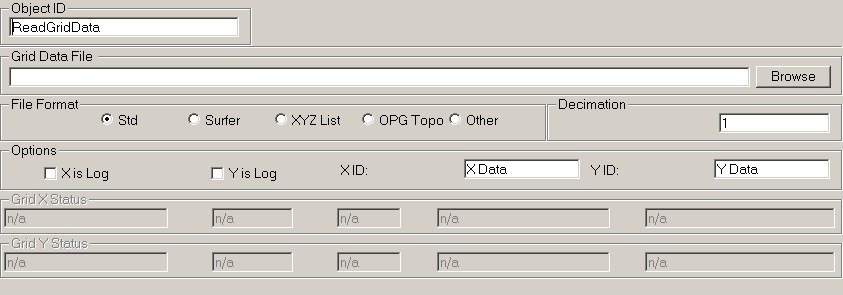 Object ID
ReadGridData
Grid Data File
Browse
File Format
Decimation
Std Surfer XYZ List OPG Topo Other 1
Options
X is Log Y is Log X ID: X Data Y ID: Y Data
Grid X Status
n/a n/a n/a n/a n/a
Grid Y Status
n/a n/a n/a n/a n/a